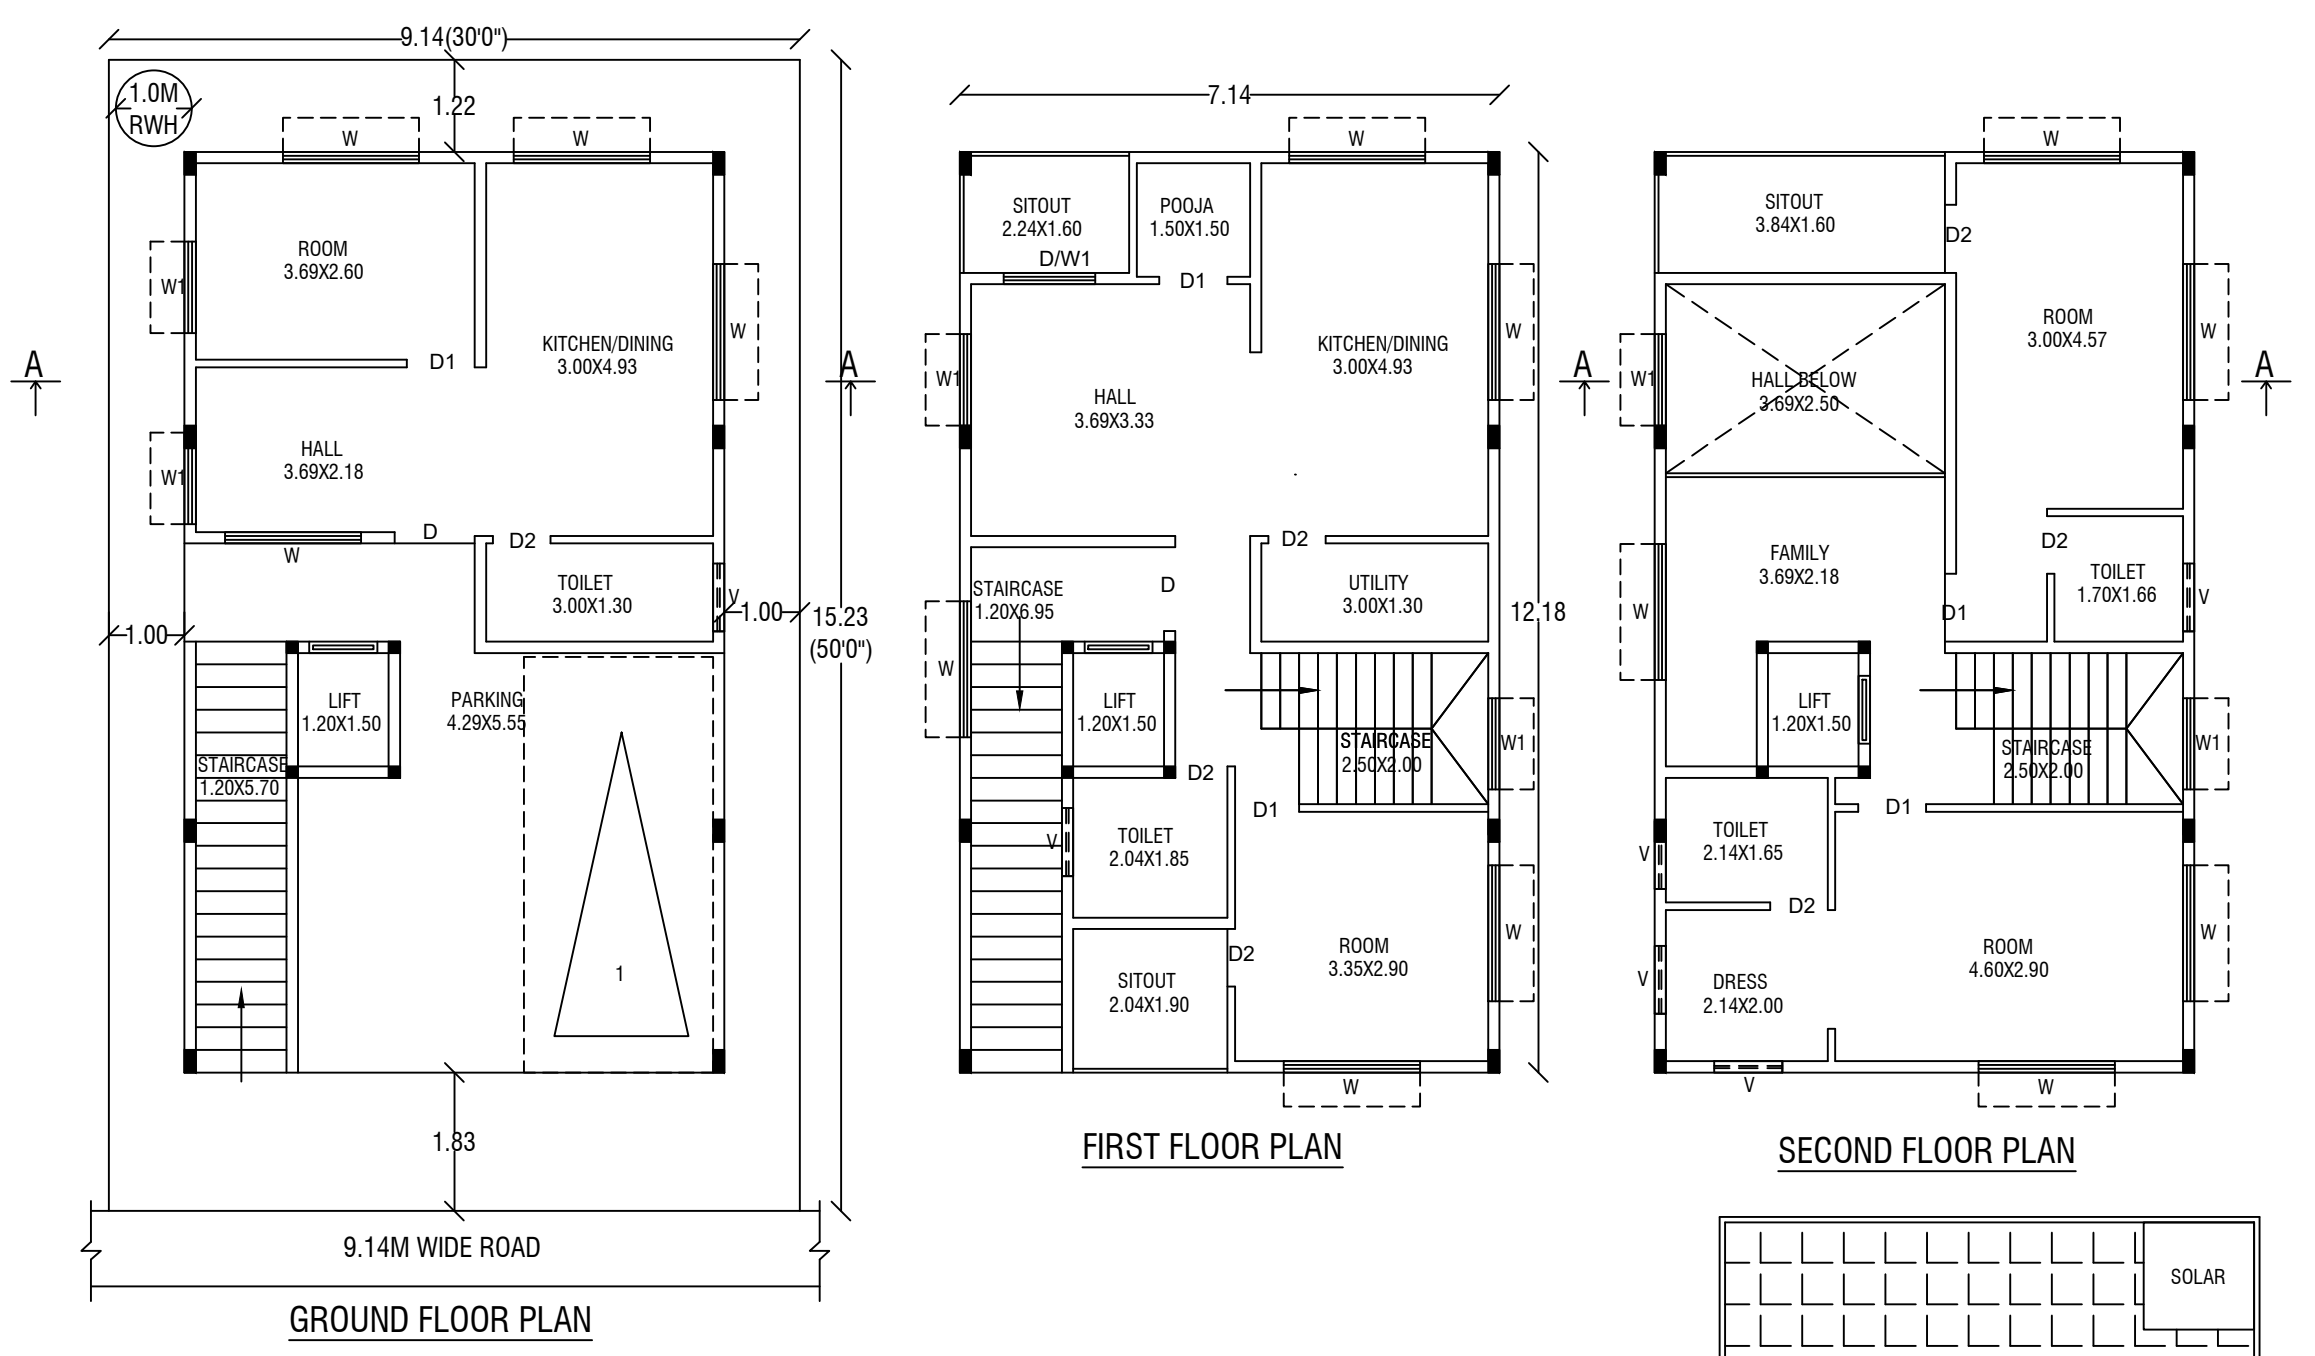 9.14(30'0")
1.0M
RWH
1.22
W
W
ROOM
3.69X2.60
W1
KITCHEN/DINING
3.00X4.93
W
D1
A
A
HALL
3.69X2.18
W1
D
D2
W
TOILET
3.00X1.30
V
1.00
1.00
15.23
(50'0")
LIFT
1.20X1.50
PARKING
4.29X5.55
STAIRCASE
1.20X5.70
1
1.83
9.14M WIDE ROAD
GROUND FLOOR PLAN
7.14
W
SITOUT
2.24X1.60
D/W1
POOJA
1.50X1.50
D1
KITCHEN/DINING
3.00X4.93
W
W1
HALL
3.69X3.33
D2
STAIRCASE
1.20X6.95
D
UTILITY
3.00X1.30
12.18
W
LIFT
1.20X1.50
STAIRCASE
2.50X2.00
W1
D2
D1
V
TOILET
2.04X1.85
W
D2
ROOM
3.35X2.90
SITOUT
2.04X1.90
W
FIRST FLOOR PLAN
W
SITOUT
3.84X1.60
D2
ROOM
3.00X4.57
W
A
A
W1
HALL BELOW
3.69X2.50
FAMILY
3.69X2.18
D2
TOILET
1.70X1.66
V
W
D1
LIFT
1.20X1.50
STAIRCASE
2.50X2.00
W1
D1
TOILET
2.14X1.65
V
D2
W
ROOM
4.60X2.90
V
DRESS
2.14X2.00
V
W
SECOND FLOOR PLAN
SOLAR